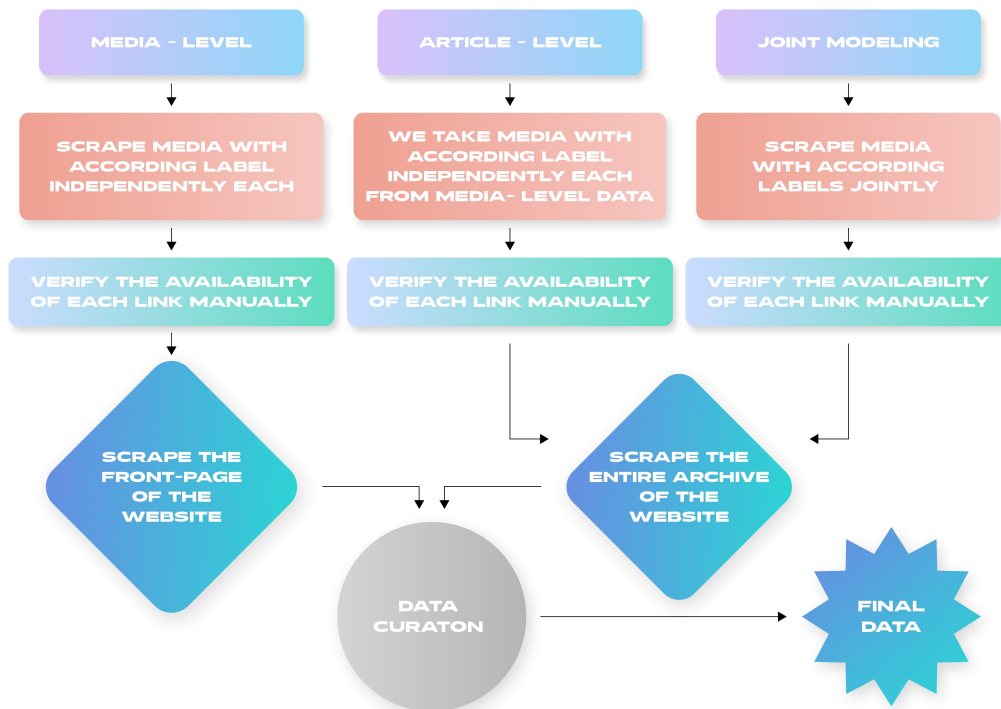 MEDIA - LEVEL
ARTICLE - LEVEL
JOINT MODELING
SCRAPE MEDIA WITH
ACCORDING LABEL
INDEPENDENTLY EACH
WE TAKE MEDIA WITH
ACCORDING LABEL
INDEPENDENTLY EACH
FROM MEDIA- LEVEL DATA
SCRAPE MEDIA
WITH ACCORDING
LABELS JOINTLY
VERIFY THE AVAILABILITY
OF EACH LINK MANUALLY
VERIFY THE AVAILABILITY
OF EACH LINK MANUALLY
VERIFY THE AVAILABILITY
OF EACH LINK MANUALLY
SCRAPE THE
FRONT-PAGE
OF THE
WEBSITE
SCRAPE THE
ENTIRE ARCHIVE
OF THE
WEBSITE
DATA
CURATON
FINAL
DATA